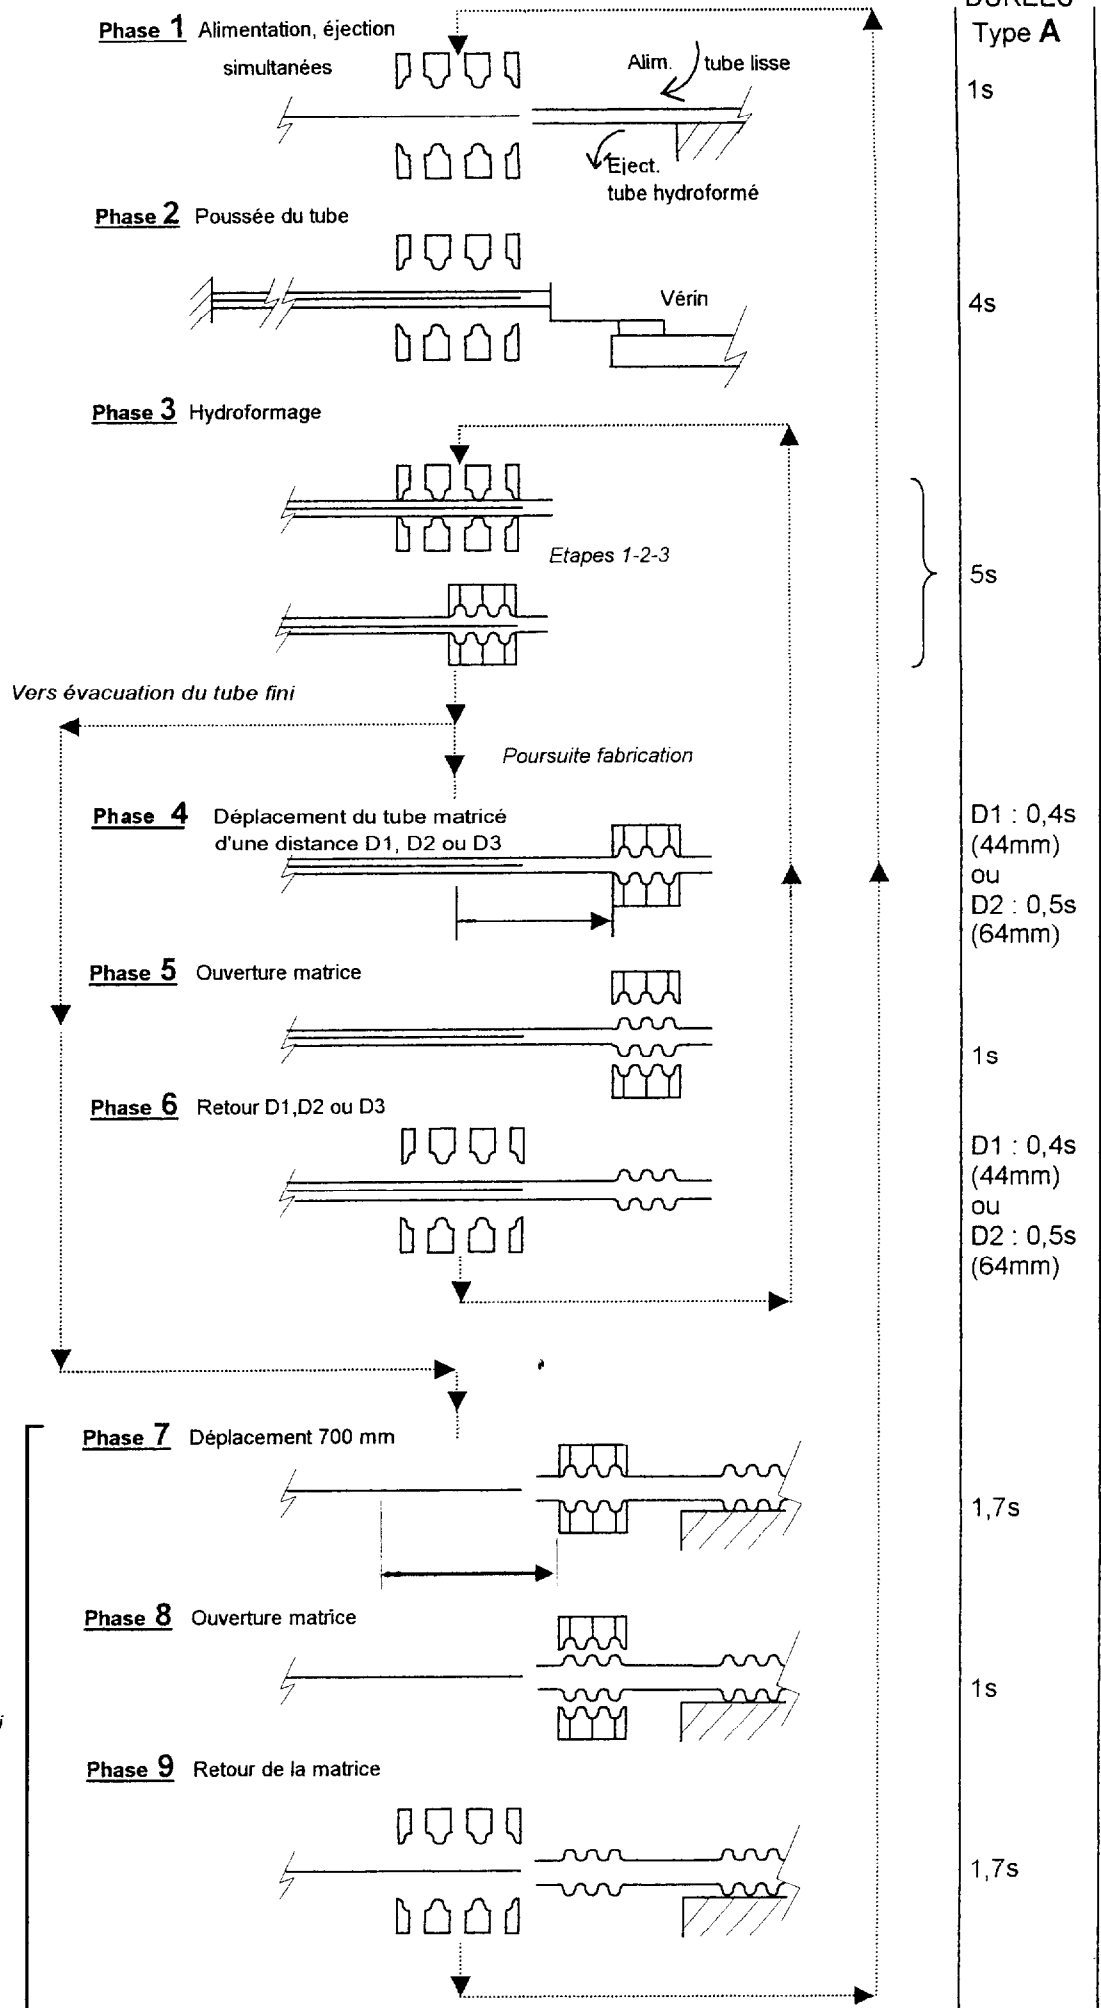 DUREES
Type A
Phase 1 Alimentation, éjection
simultanées
Alim. tube lisse
1s
Eject.
tube hydroformé
Phase 2 Poussée du tube
Vérin
4s
Phase 3 Hydroformage
Etapes 1-2-3
5s
Vers évacuation du tube fini
Poursuite fabrication
Phase 4 Déplacement du tube matricé
d'une distance D1, D2 ou D3
D1 : 0,4s
(44mm)
ou
D2 : 0,5s
(64mm)
Phase 5 Ouverture matrice
1s
Phase 6 Retour D1,D2 ou D3
D1 : 0,4s
(44mm)
ou
D2 : 0,5s
(64mm)
Phase 7 Déplacement 700 mm
1,7s
Phase 8 Ouverture matrice
1s
Phase 9 Retour de la matrice
1,7s